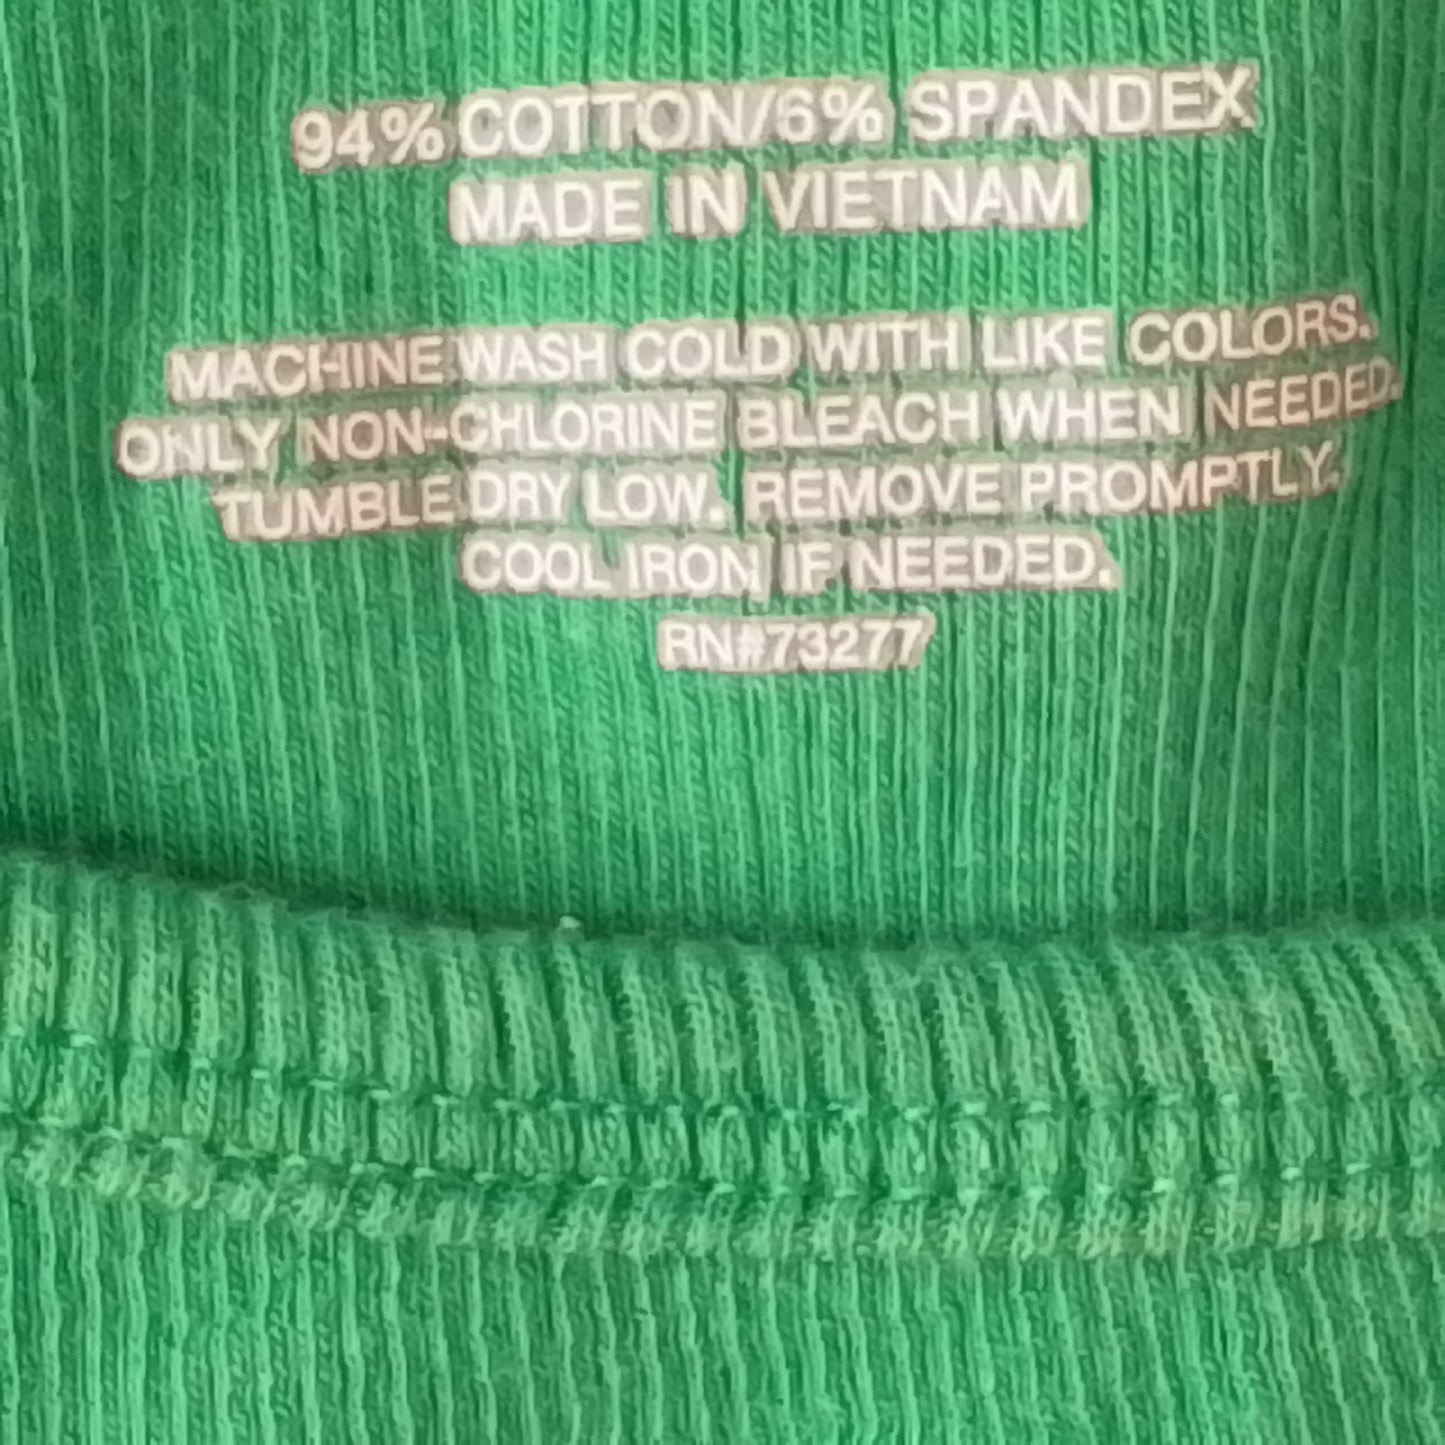 94% COTTON/6% SPANDEX
MADE IN VIETNAM
MACHINE WASH COLD WITH LIKE COLORS.
ONLY NON-CHLORINE BLEACH WHEN NEEDED.
TUMBLE DRY LOW. REMOVE PROMPTLY.
COOL IRON, IF NEEDED.
RN#73277